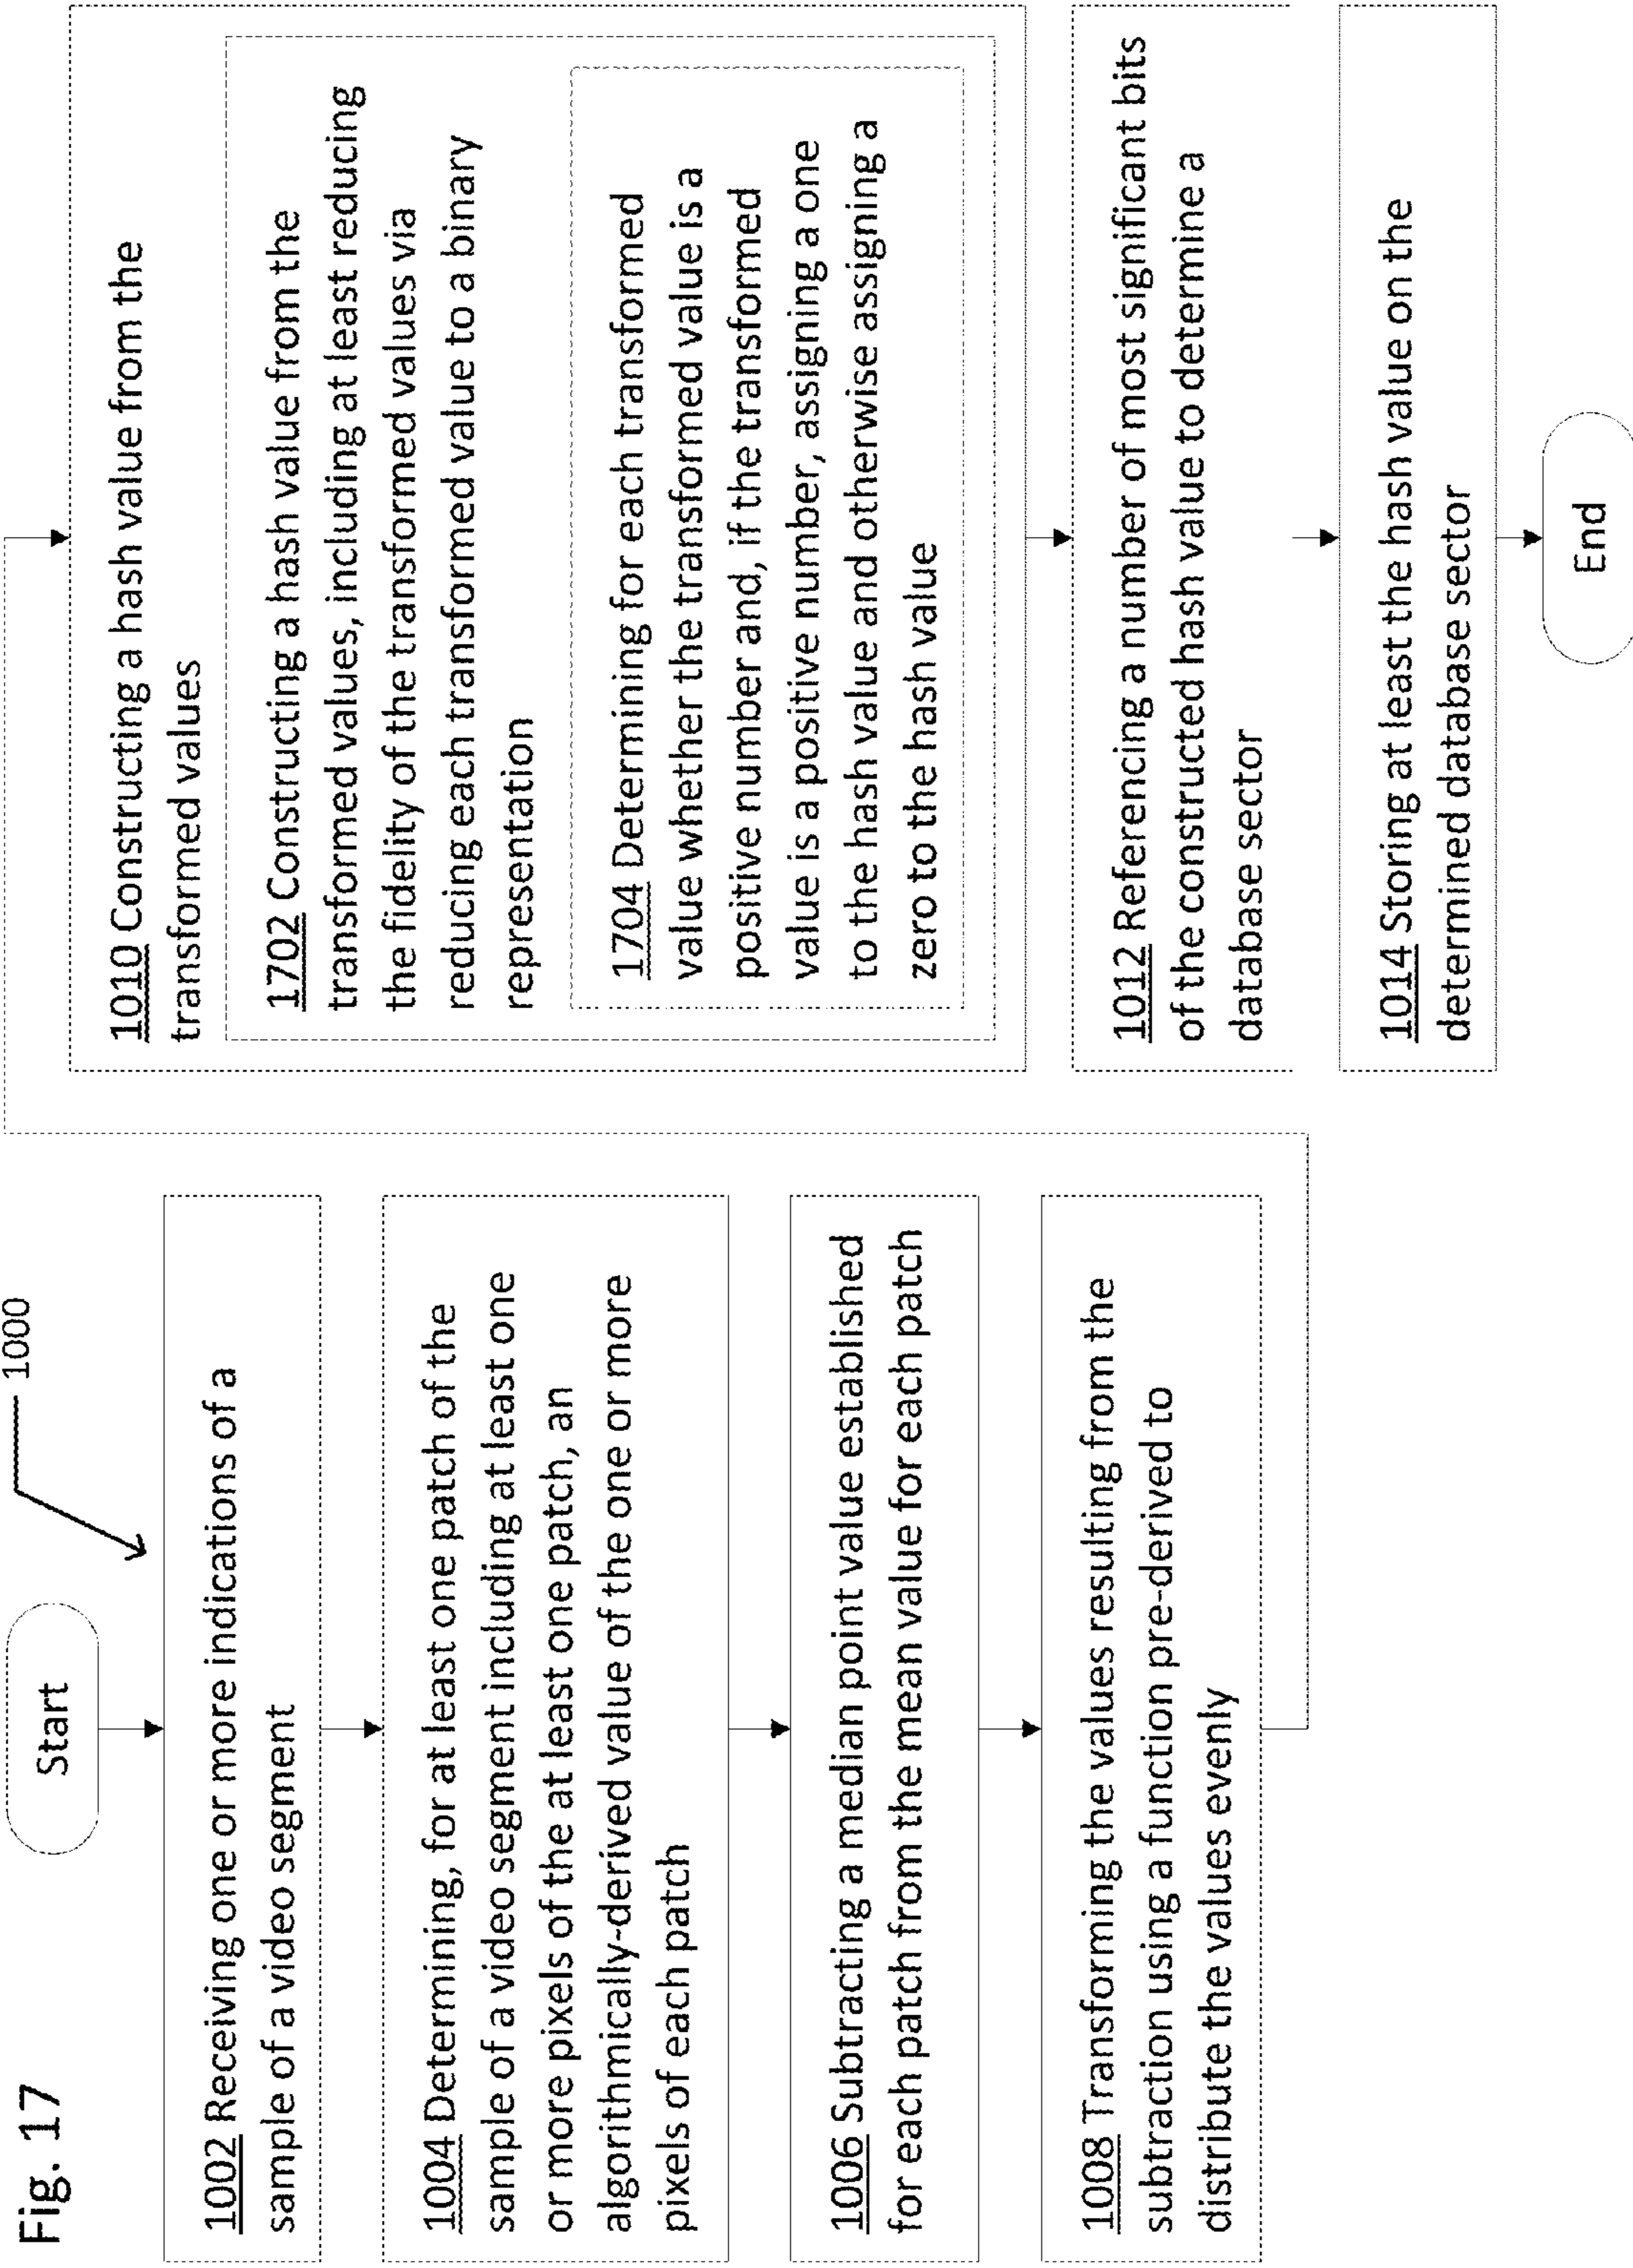 Fig. 17
1000
Start
1002 Receiving one or more indications of a
sample of a video segment
1004 Determining, for at least one patch of the
sample of a video segment including at least one
or more pixels of the at least one patch, an
algorithmically-derived value of the one or more
pixels of each patch
1006 Subtracting a median point value established
for each patch from the mean value for each patch
1008 Transforming the values resulting from the
subtraction using a function pre-derived to
distribute the values evenly
1010 Constructing a hash value from the
transformed values
1702 Constructing a hash value from the
transformed values, including at least reducing
the fidelity of the transformed values via
reducing each transformed value to a binary
representation
1704 Determining for each transformed
value whether the transformed value is a
positive number and, if the transformed
value is a positive number, assigning a one
to the hash value and otherwise assigning a
zero to the hash value
1012 Referencing a number of most significant bits
of the constructed hash value to determine a
database sector
1014 Storing at least the hash value on the
determined database sector
End